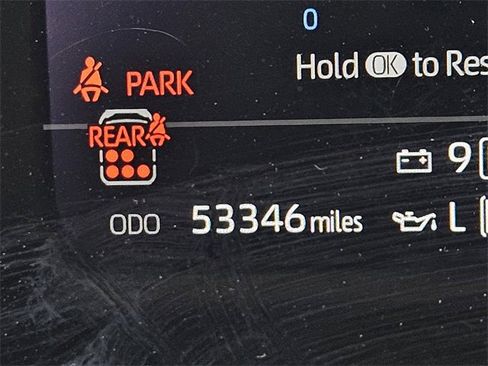 0
Hold OK to Res
PARK
REAR
9
ODO 53346 miles L